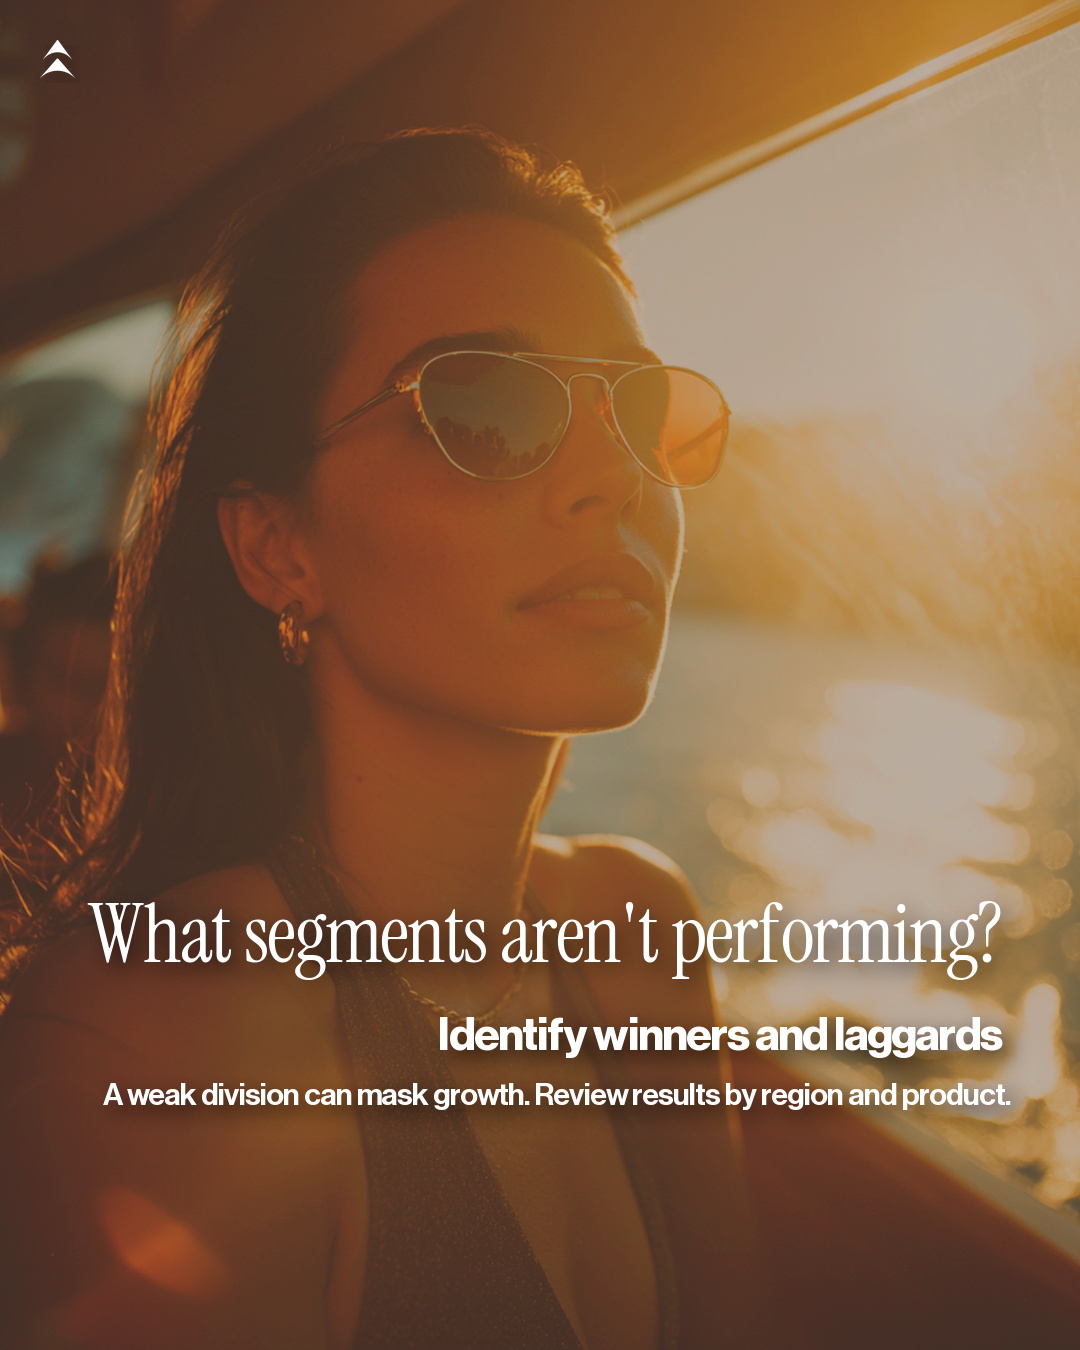 What segments aren't performing?
Identify winners and laggards
A weak division can mask growth. Review results by region and product.